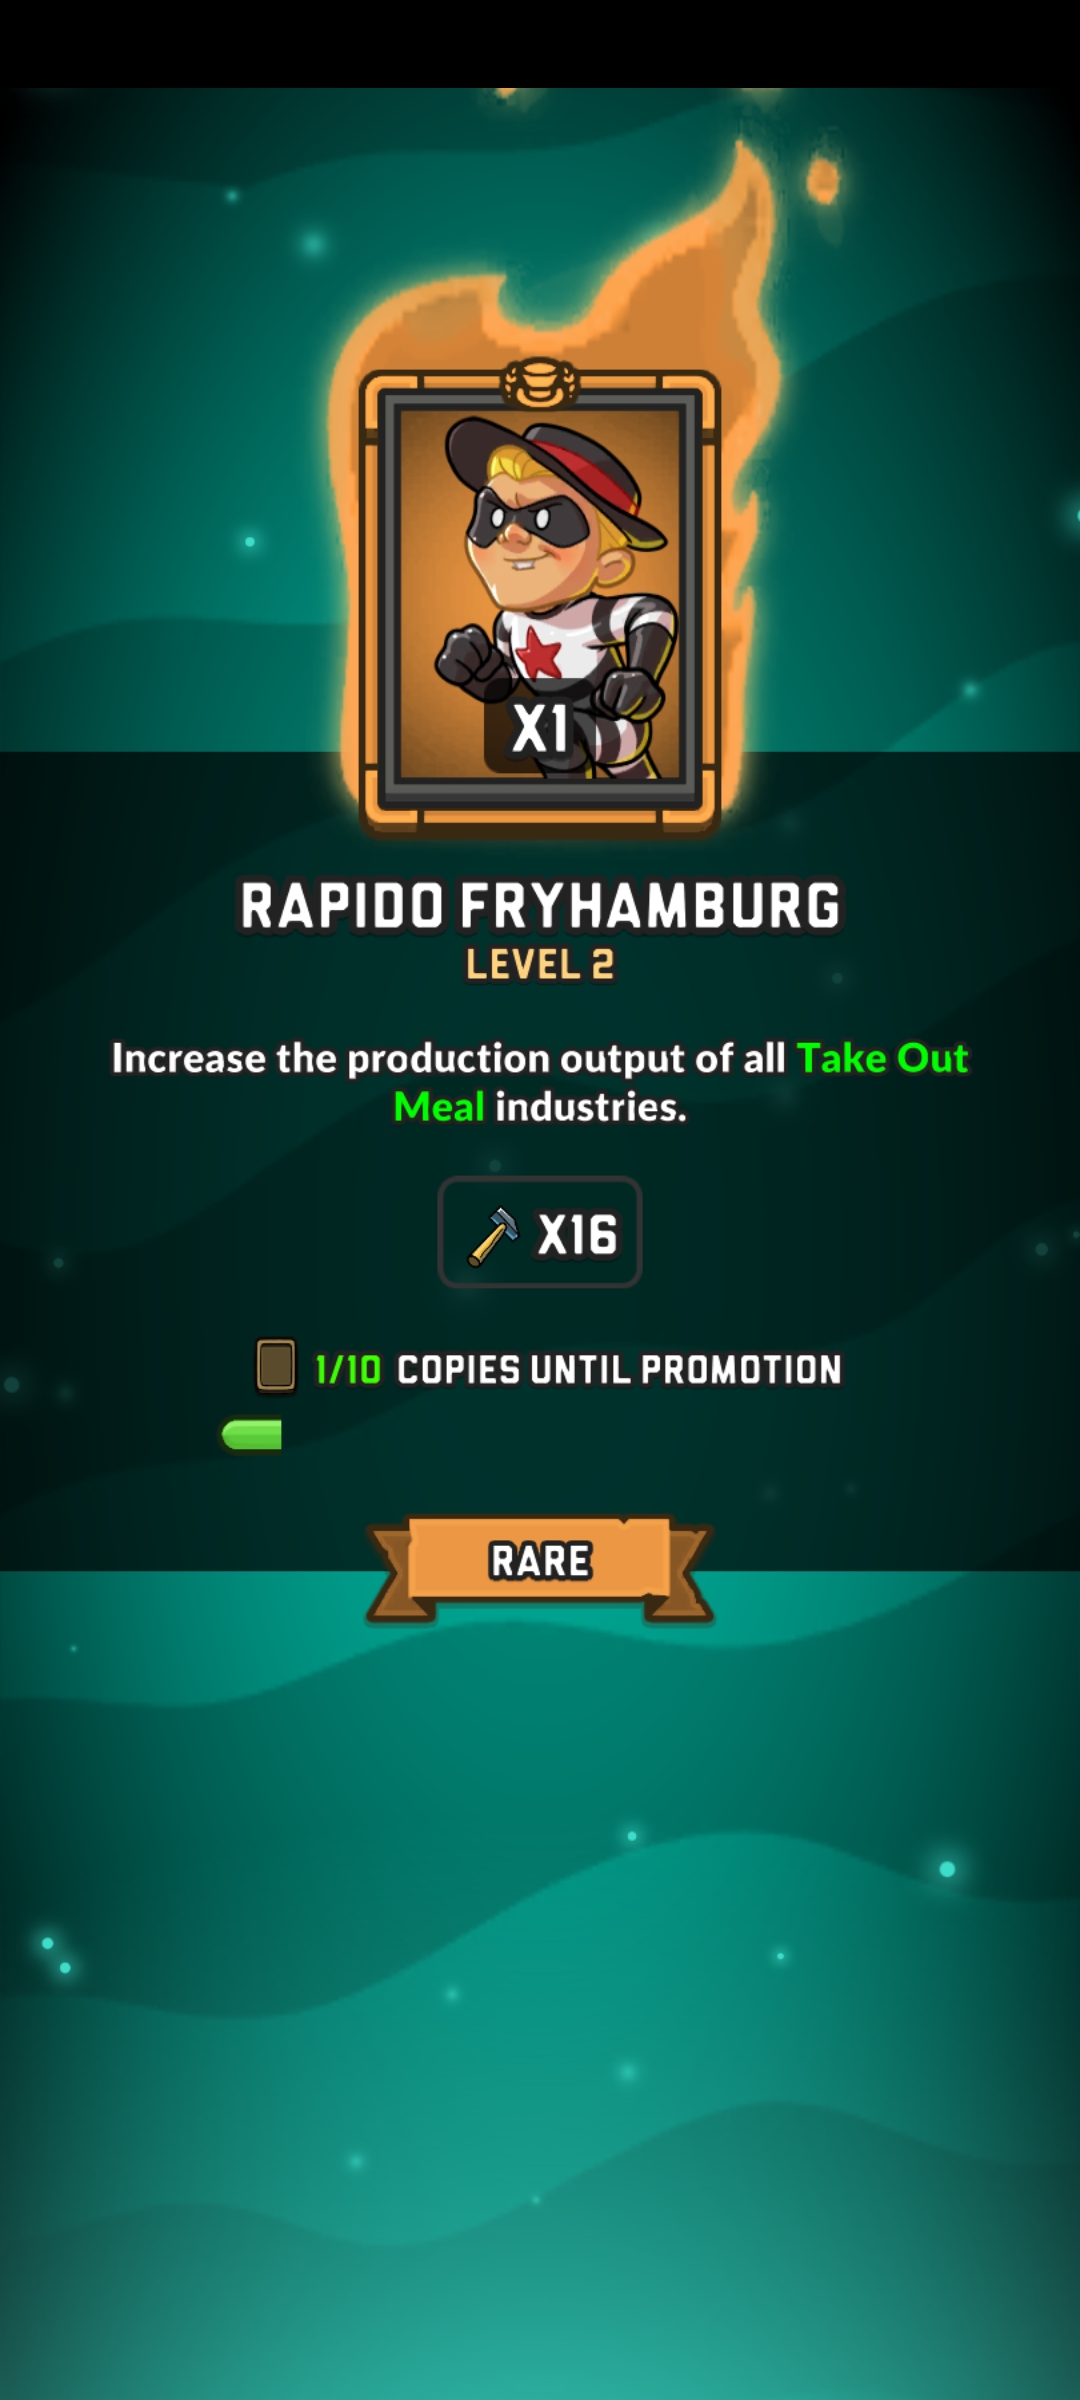 X1
RAPIDO FRYHAMBURG
LEVEL 2
Increase the production output of all Take Out
Meal industries.
X16
1/10 COPIES UNTIL PROMOTION
RARE